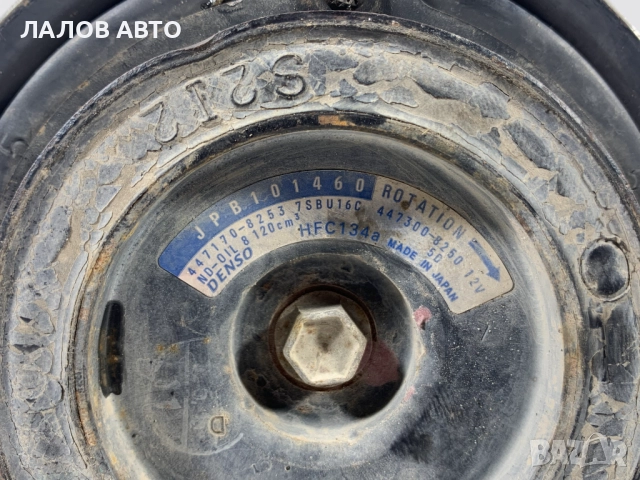 ЛАЛОВ АВТО
S212
JPB101460 ROTATION
447170-8253 7SBU16C 447300-8250 12V
ND-OIL 8 120cm³ HFC134a 5D
DENSO MADE IN JAPAN
D
BAZAR